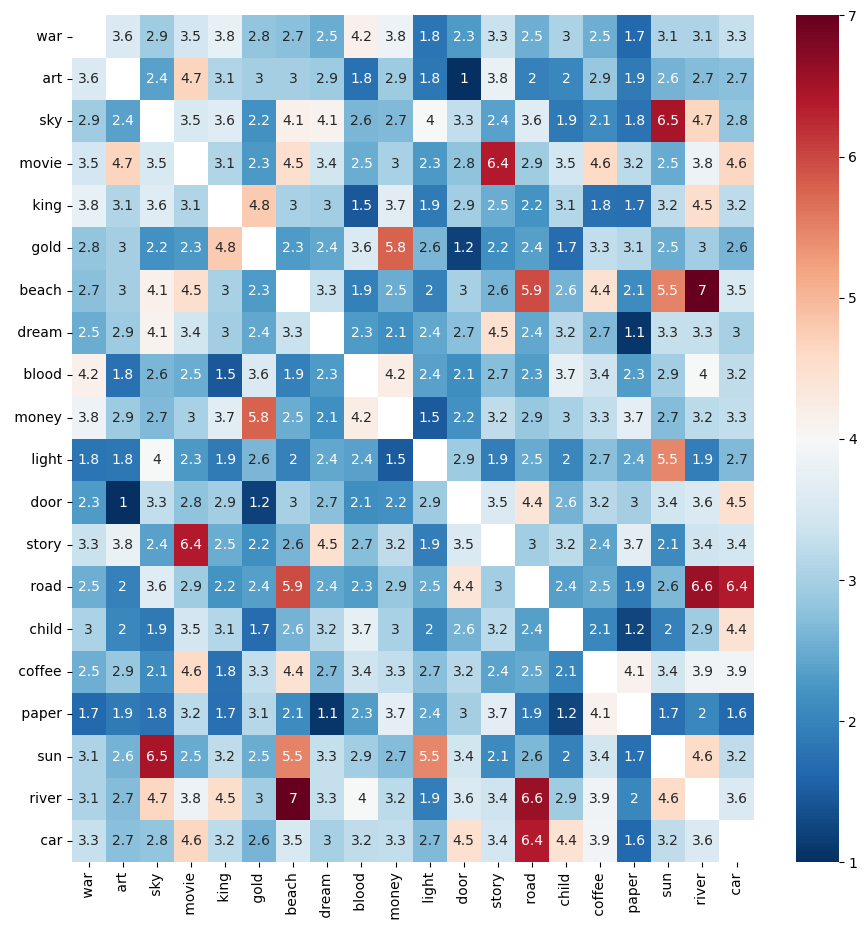 war 3.6 2.9 3.5 3.8 2.8 2.7 2.5 4.2 3.8 1.8 2.3 3.3 2.5 3 2.5 1.7 3.1 3.1 3.3
art 3.6 2.4 4.7 3.1 3 3 2.9 1.8 2.9 1.8 1 3.8 2 2 2.9 1.9 2.6 2.7 2.7
sky 2.9 2.4 3.5 3.6 2.2 4.1 4.1 2.6 2.7 4 3.3 2.4 3.6 1.9 2.1 1.8 6.5 4.7 2.8
movie 3.5 4.7 3.5 3.1 2.3 4.5 3.4 2.5 3 2.3 2.8 6.4 2.9 3.5 4.6 3.2 2.5 3.8 4.6
king 3.8 3.1 3.6 3.1 4.8 3 3 1.5 3.7 1.9 2.9 2.5 2.2 3.1 1.8 1.7 3.2 4.5 3.2
gold 2.8 3 2.2 2.3 4.8 2.3 2.4 3.6 5.8 2.6 1.2 2.2 2.4 1.7 3.3 3.1 2.5 3 2.6
beach 2.7 3 4.1 4.5 3 2.3 3.3 1.9 2.5 2 3 2.6 5.9 2.6 4.4 2.1 5.5 7 3.5
dream 2.5 2.9 4.1 3.4 3 2.4 3.3 2.3 2.1 2.4 2.7 4.5 2.4 3.2 2.7 1.1 3.3 3.3 3
blood 4.2 1.8 2.6 2.5 1.5 3.6 1.9 2.3 4.2 2.4 2.1 2.7 2.3 3.7 3.4 2.3 2.9 4 3.2
money 3.8 2.9 2.7 3 3.7 5.8 2.5 2.1 4.2 1.5 2.2 3.2 2.9 3 3.3 3.7 2.7 3.2 3.3
light 1.8 1.8 4 2.3 1.9 2.6 2 2.4 2.4 1.5 2.9 1.9 2.5 2 2.7 2.4 5.5 1.9 2.7
door 2.3 1 3.3 2.8 2.9 1.2 3 2.7 2.1 2.2 2.9 3.5 4.4 2.6 3.2 3 3.4 3.6 4.5
story 3.3 3.8 2.4 6.4 2.5 2.2 2.6 4.5 2.7 3.2 1.9 3.5 3 3.2 2.4 3.7 2.1 3.4 3.4
road 2.5 2 3.6 2.9 2.2 2.4 5.9 2.4 2.3 2.9 2.5 4.4 3 2.4 2.5 1.9 2.6 6.6 6.4
child 3 2 1.9 3.5 3.1 1.7 2.6 3.2 3.7 3 2 2.6 3.2 2.4 2.1 1.2 2 2.9 4.4
coffee 2.5 2.9 2.1 4.6 1.8 3.3 4.4 2.7 3.4 3.3 2.7 3.2 2.4 2.5 2.1 4.1 3.4 3.9 3.9
paper 1.7 1.9 1.8 3.2 1.7 3.1 2.1 1.1 2.3 3.7 2.4 3 3.7 1.9 1.2 4.1 1.7 2 1.6
sun 3.1 2.6 6.5 2.5 3.2 2.5 5.5 3.3 2.9 2.7 5.5 3.4 2.1 2.6 2 3.4 1.7 4.6 3.2
river 3.1 2.7 4.7 3.8 4.5 3 7 3.3 4 3.2 1.9 3.6 3.4 6.6 2.9 3.9 2 4.6 3.6
car 3.3 2.7 2.8 4.6 3.2 2.6 3.5 3 3.2 3.3 2.7 4.5 3.4 6.4 4.4 3.9 1.6 3.2 3.6
war art sky movie king gold beach dream blood money light door story road child coffee paper sun river car
7
6
5
4
3
2
1